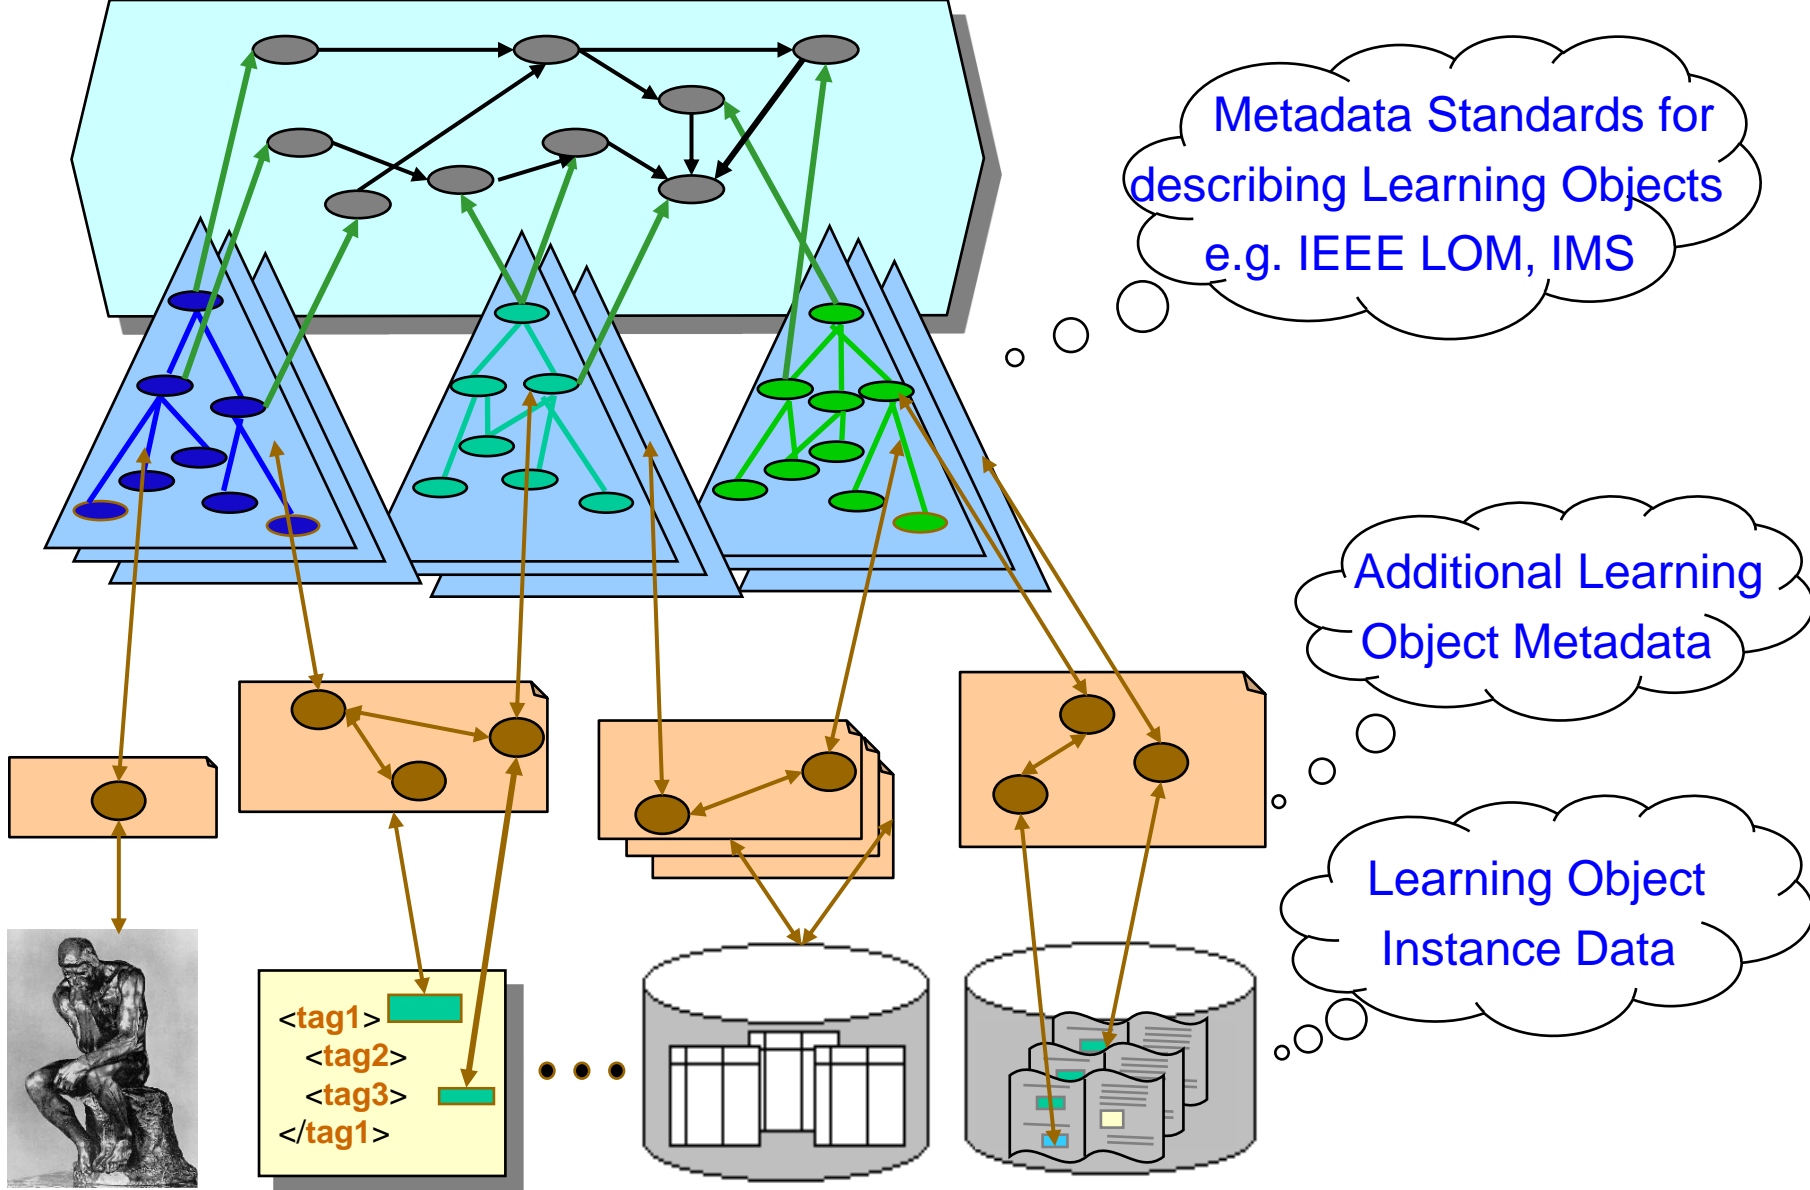 Metadata Standards for
describing Learning Objects
e.g. IEEE LOM, IMS
Additional Learning
Object Metadata
Learning Object
Instance Data
<tag1>
<tag2>
<tag3>
</tag1>